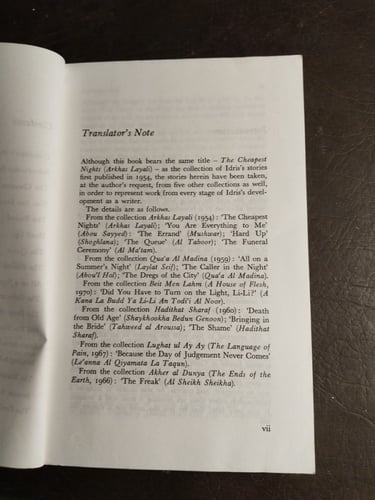 Translator's Note
Although this book bears the same title – The Cheapest
Nights (Arkhas Layali) – as the collection of Idris's stories
first published in 1954, the stories herein have been taken,
at the author's request, from five other collections as well,
in order to represent work from every stage of Idris's devel-
opment as a writer.
The details are as follows.
From the collection Arkhas Layali (1954): 'The Cheapest
Nights' (Arkhas Layali); 'You Are Everything to Me'
(Abou Sayyed); 'The Errand' (Mushwar); 'Hard Up'
(Shoghlana); 'The Queue' (Al Taboor); 'The Funeral
Ceremony' (Al Ma'tam).
From the collection Qua'a Al Madina (1959): 'All on a
Summer's Night' (Laylat Seif); 'The Caller in the Night'
(Abou'l Hol); 'The Dregs of the City' (Qua'a Al Madina).
From the collection Beit Men Lahm (A House of Flesh,
1970): 'Did You Have to Turn on the Light, Li-Li?' (A
Kana La Budd Ya Li-Li An Todi'i Al Noor).
From the collection Hadithat Sharaf (1960): 'Death
from Old Age' (Shaykhookha Bedun Genoon); 'Bringing in
the Bride' (Tahweed al Aroussa); 'The Shame' (Hadithat
Sharaf).
From the collection Lughat ul Ay Ay (The Language of
Pain, 1967): 'Because the Day of Judgement Never Comes'
(Le'anna Al Qiyamata La Taqun).
From the collection Akher al Dunya (The Ends of the
Earth, 1966): 'The Freak' (Al Sheikh Sheikha).
vii